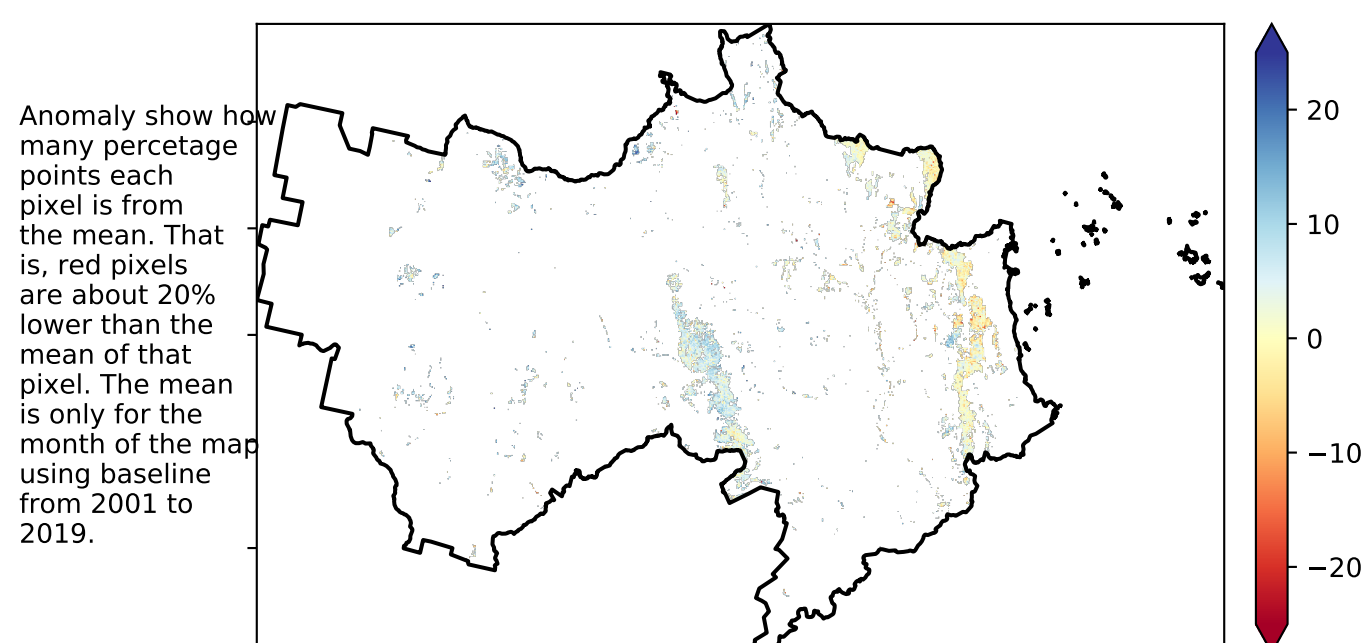 Anomaly show how
many percetage
points each
pixel is from
the mean. That
is, red pixels
are about 20%
lower than the
mean of that
pixel. The mean
is only for the
month of the map
using baseline
from 2001 to
2019.
20
10
0
−10
−20